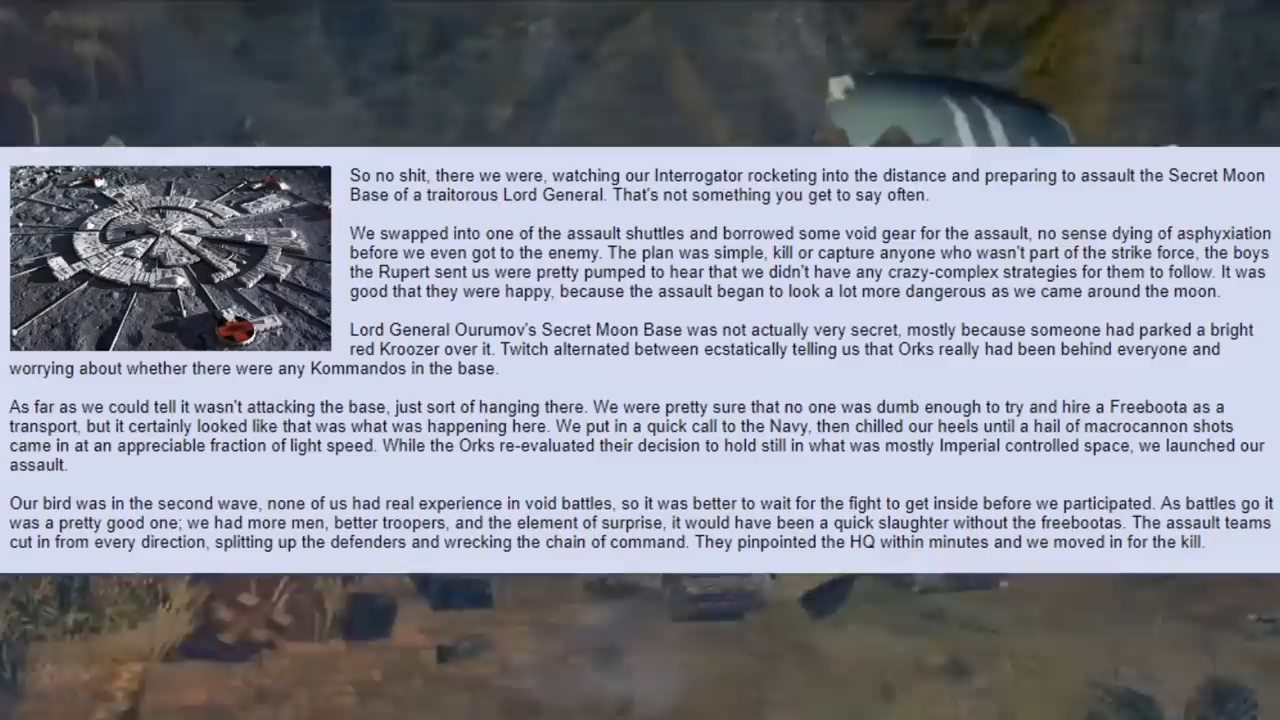 So no shit, there we were, watching our Interrogator rocketing into the distance and preparing to assault the Secret Moon
Base of a traitorous Lord General. That's not something you get to say often.
We swapped into one of the assault shuttles and borrowed some void gear for the assault, no sense dying of asphyxiation
before we even got to the enemy. The plan was simple, kill or capture anyone who wasn't part of the strike force, the boys
the Rupert sent us were pretty pumped to hear that we didn't have any crazy-complex strategies for them to follow. It was
good that they were happy, because the assault began to look a lot more dangerous as we came around the moon.
Lord General Ourumov's Secret Moon Base was not actually very secret, mostly because someone had parked a bright
red Kroozer over it. Twitch alternated between ecstatically telling us that Orks really had been behind everyone and
worrying about whether there were any Kommandos in the base.
As far as we could tell it wasn't attacking the base, just sort of hanging there. We were pretty sure that no one was dumb enough to try and hire a Freeboota as a
transport, but it certainly looked like that was what was happening here. We put in a quick call to the Navy, then chilled our heels until a hail of macrocannon shots
came in at an appreciable fraction of light speed. While the Orks re-evaluated their decision to hold still in what was mostly Imperial controlled space, we launched our
assault.
Our bird was in the second wave, none of us had real experience in void battles, so it was better to wait for the fight to get inside before we participated. As battles go it
was a pretty good one; we had more men, better troopers, and the element of surprise, it would have been a quick slaughter without the freebootas. The assault teams
cut in from every direction, splitting up the defenders and wrecking the chain of command. They pinpointed the HQ within minutes and we moved in for the kill.